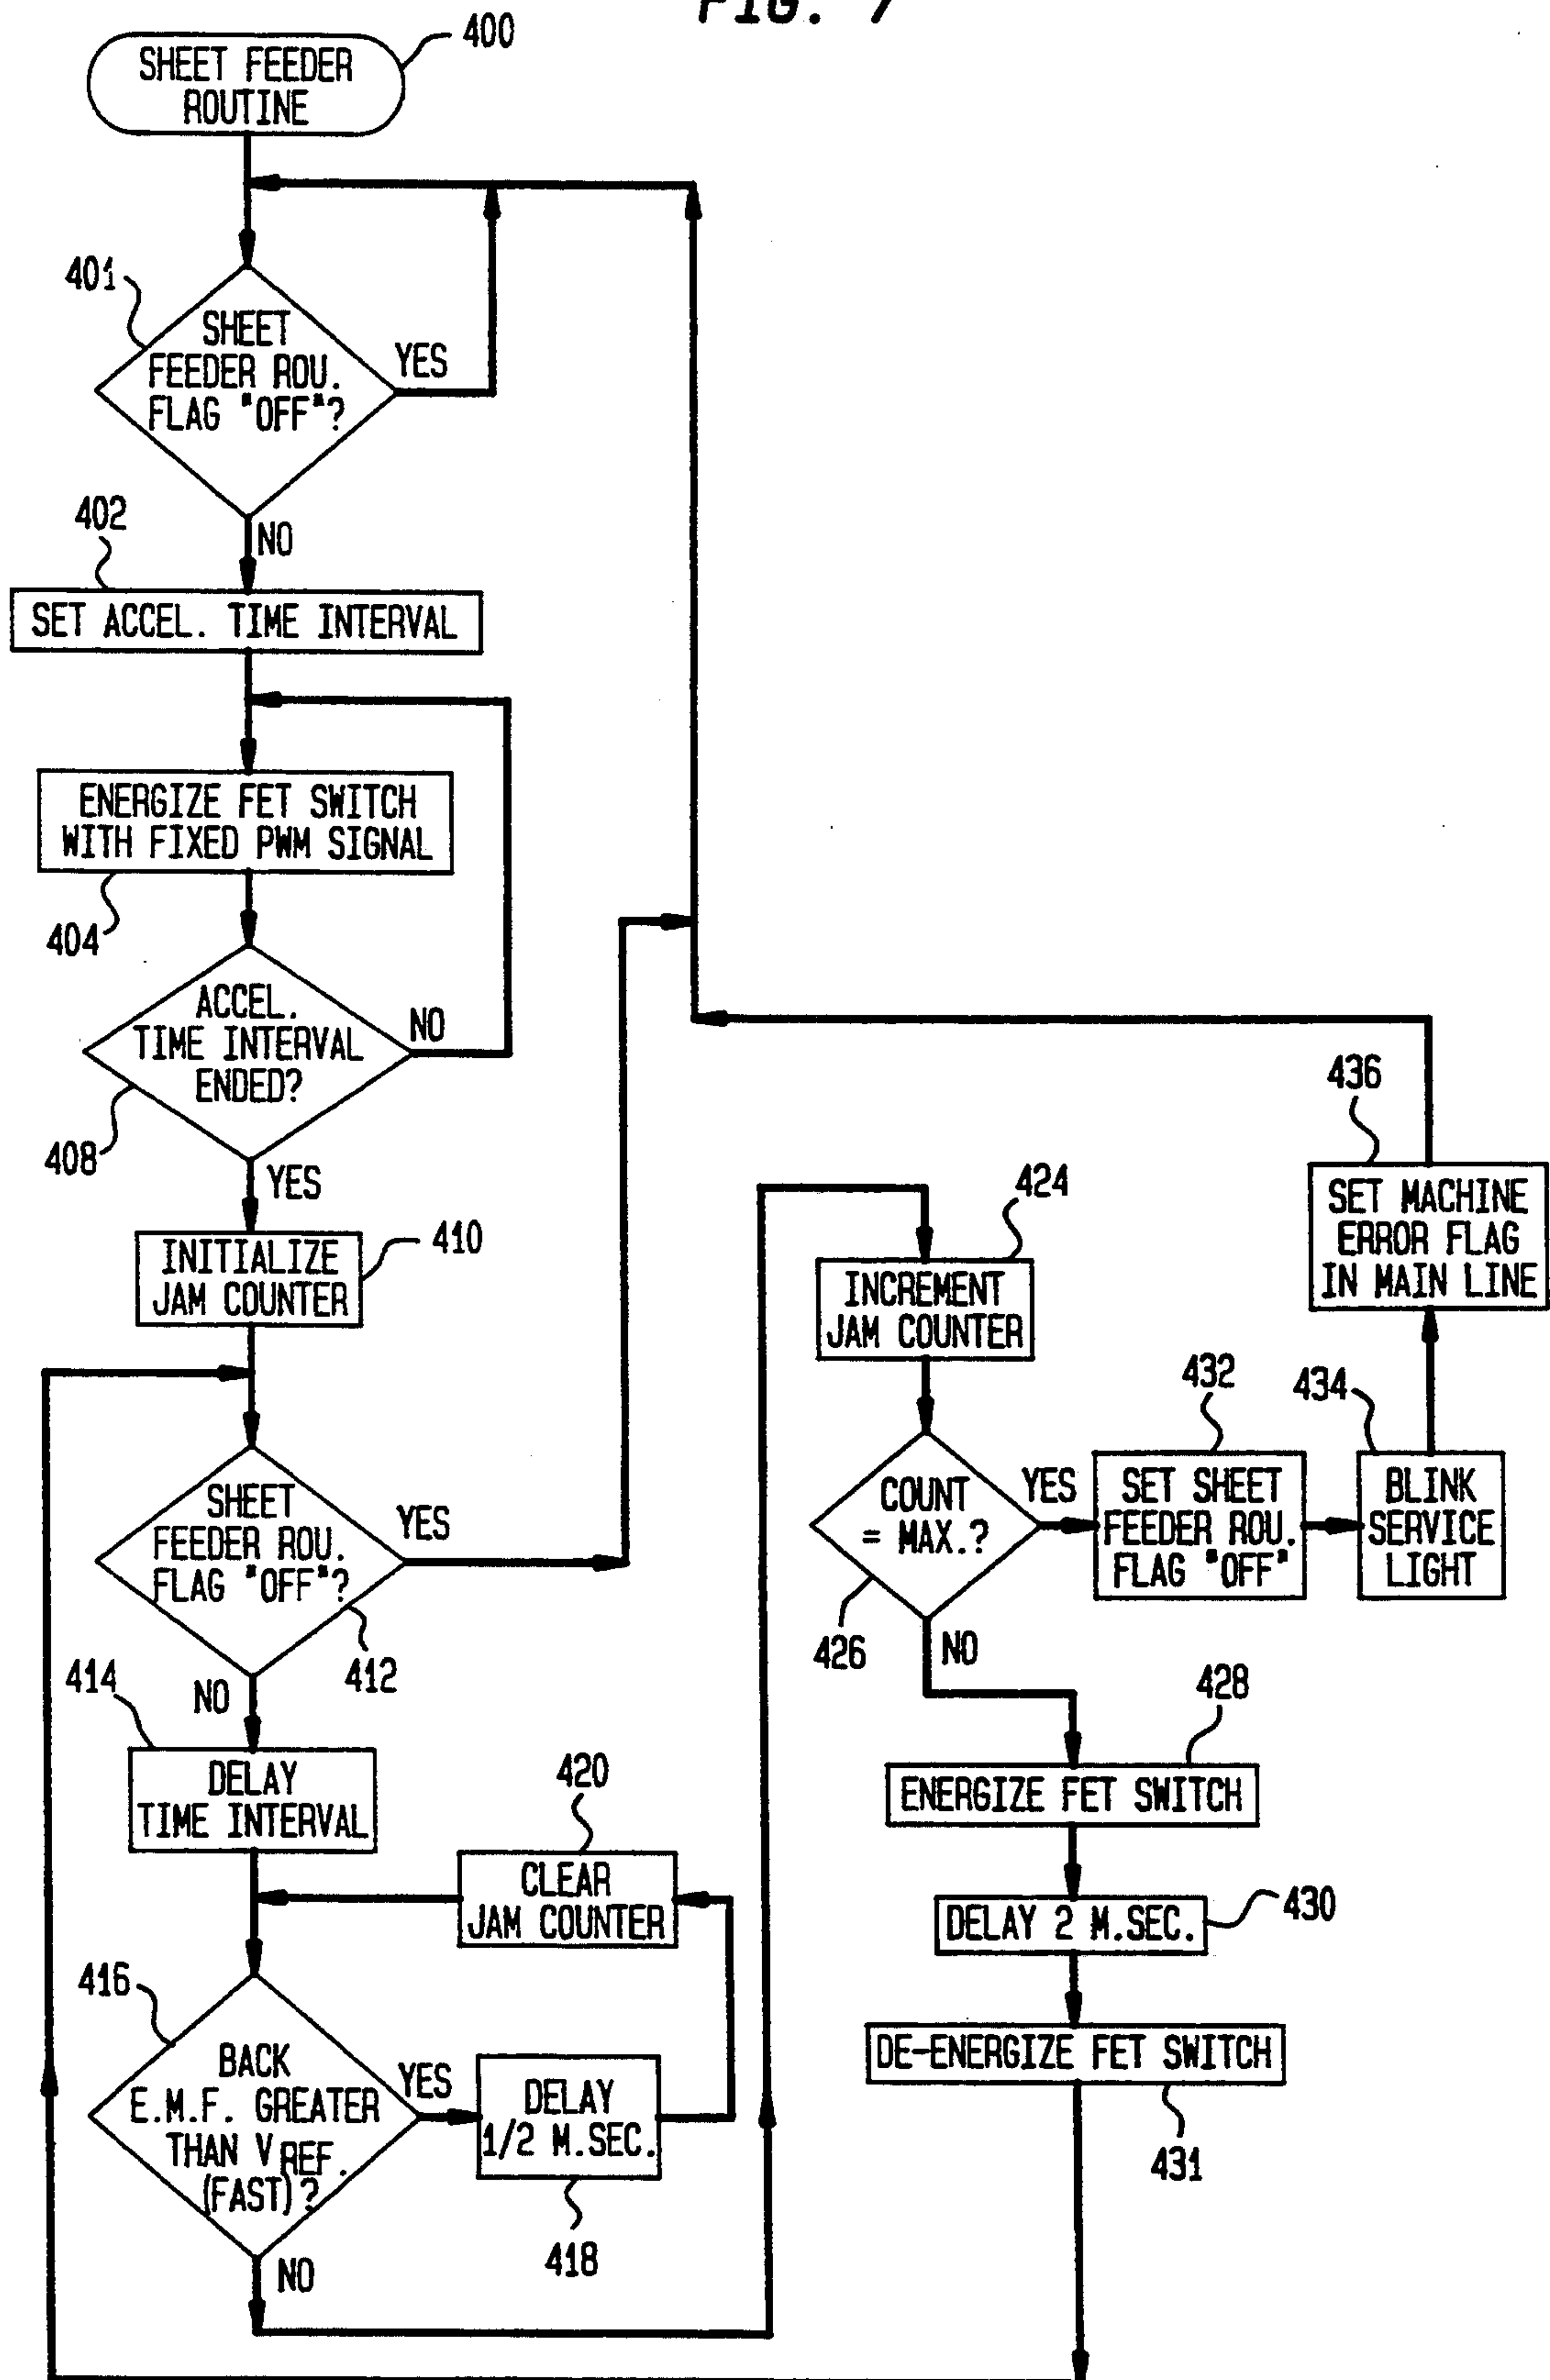 FIG. 7
400
SHEET FEEDER
ROUTINE
401
SHEET
FEEDER ROU.
FLAG "OFF"?
YES
NO
402
SET ACCEL. TIME INTERVAL
ENERGIZE FET SWITCH
WITH FIXED PWM SIGNAL
404
ACCEL.
TIME INTERVAL
ENDED?
NO
408
YES
INITIALIZE
JAM COUNTER
410
SHEET
FEEDER ROU.
FLAG "OFF"?
YES
412
NO
414
DELAY
TIME INTERVAL
420
CLEAR
JAM COUNTER
416
BACK
E.M.F. GREATER
THAN VREF.
(FAST)?
YES
DELAY
1/2 M.SEC.
418
NO
424
INCREMENT
JAM COUNTER
COUNT
= MAX.?
YES
426
NO
432
SET SHEET
FEEDER ROU.
FLAG "OFF"
434
BLINK
SERVICE
LIGHT
436
SET MACHINE
ERROR FLAG
IN MAIN LINE
428
ENERGIZE FET SWITCH
DELAY 2 M.SEC.
430
DE-ENERGIZE FET SWITCH
431